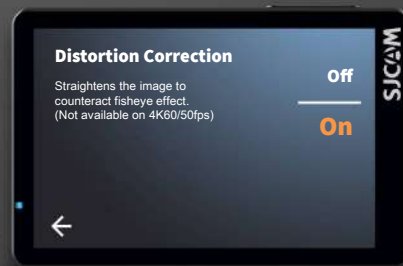 Distortion Correction
Straightens the image to
counteract fisheye effect.
(Not available on 4K60/50fps)
Off
On
SJCAM